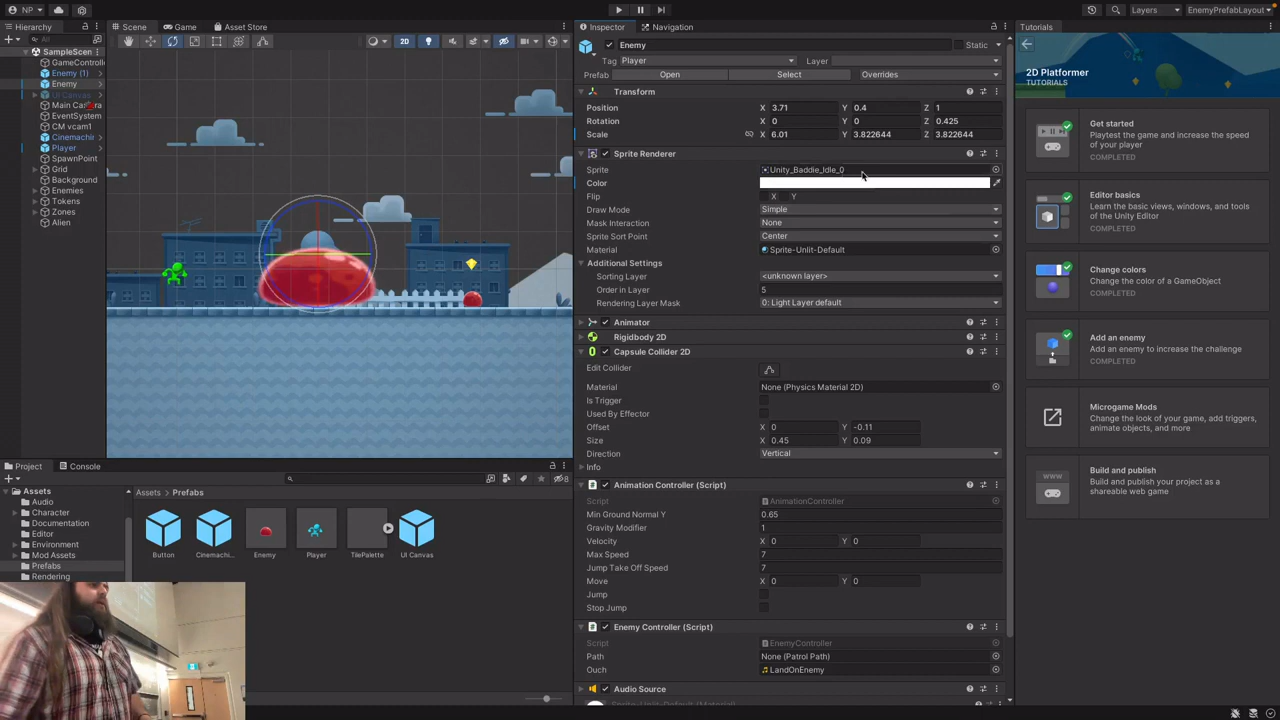 NP
Layers
EnemyPrefabLayout
Hierarchy
Scene
Game
Asset Store
Inspector
Navigation
Tutorials
2D
All
SampleScen
GameControlle
Enemy (1)
Enemy
UI Canvas
Main Camera
EventSystem
CM vcam1
Cinemachin
Player
SpawnPoint
Grid
Background
Enemies
Tokens
Zones
Alien
Enemy
Static
Tag Player
Layer
Prefab Open Select Overrides
Transform
Position X 3.71 Y 0.4 Z 1
Rotation X 0 Y 0 Z 0.425
Scale X 6.01 Y 3.822644 Z 3.822644
Sprite Renderer
Sprite Unity_Baddie_Idle_0
Color
Flip X Y
Draw Mode Simple
Mask Interaction None
Sprite Sort Point Center
Material Sprite-Unlit-Default
Additional Settings
Sorting Layer <unknown layer>
Order in Layer 5
Rendering Layer Mask 0: Light Layer default
Animator
Rigidbody 2D
Capsule Collider 2D
Edit Collider
Material None (Physics Material 2D)
Is Trigger
Used By Effector
Offset X 0 Y -0.11
Size X 0.45 Y 0.09
Direction Vertical
Info
Animation Controller (Script)
Script AnimationController
Min Ground Normal Y 0.65
Gravity Modifier 1
Velocity X 0 Y 0
Max Speed 7
Jump Take Off Speed 7
Move X 0 Y 0
Jump
Stop Jump
Enemy Controller (Script)
Script EnemyController
Path None (Patrol Path)
Ouch LandOnEnemy
Audio Source
Sprite-Unlit-Default (Material)
2D Platformer
TUTORIALS
Get started
Playtest the game and increase the speed
of your player
COMPLETED
Editor basics
Learn the basic views, windows, and tools
of the Unity Editor
COMPLETED
Change colors
Change the color of a GameObject
COMPLETED
Add an enemy
Add an enemy to increase the challenge
COMPLETED
Microgame Mods
Change the look of your game, add triggers,
animate objects, and more
WWW
Build and publish
Build and publish your project as a
shareable web game
Project
Console
8
Assets
Audio
Character
Documentation
Editor
Environment
Mod Assets
Prefabs
Rendering
Assets > Prefabs
Button
Cinemachi...
Enemy
Player
TilePalette
UI Canvas